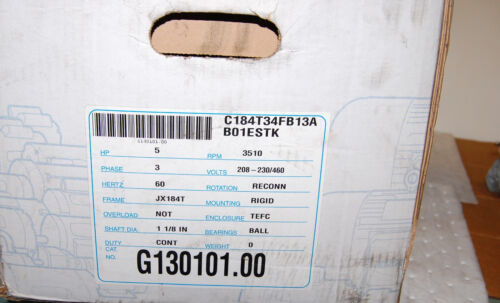 C184T34FB13A
B01ESTK
G130101.00
HP 5 RPM 3510
PHASE 3 VOLTS 208-230/460
HERTZ 60 ROTATION RECONN
FRAME JX184T MOUNTING RIGID
OVERLOAD NOT ENCLOSURE TEFC
SHAFT DIA. 1 1/8 IN BEARINGS BALL
DUTY CONT WEIGHT 0
CAT.
NO. G130101.00